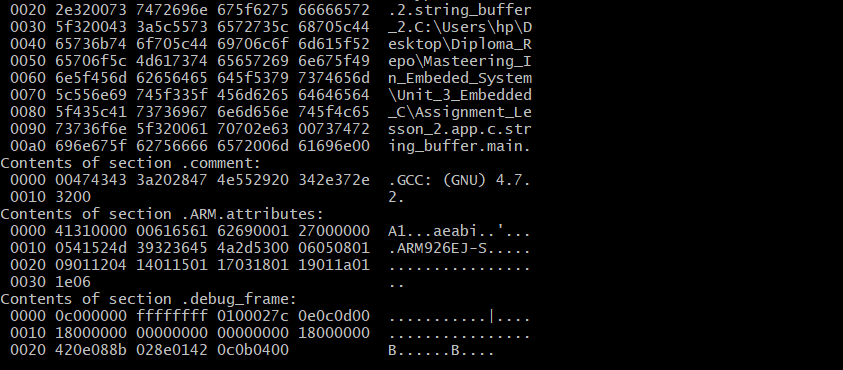 0020 2e320073 7472696e 675f6275 66666572 .2.string_buffer
0030 5f320043 3a5c5573 6572735c 68705c44 _2.C:\Users\hp\D
0040 65736b74 6f705c44 69706c6f 6d615f52 esktop\Diploma_R
0050 65706f5c 4d617374 65657269 6e675f49 epo\Masteering_I
0060 6e5f456d 62656465 645f5379 7374656d n_Embeded_System
0070 5c556e69 745f335f 456d6265 64646564 \Unit_3_Embedded
0080 5f435c41 73736967 6e6d656e 745f4c65 _C\Assignment_Le
0090 73736f6e 5f320061 70702e63 00737472 sson_2.app.c.str
00a0 696e675f 62756666 6572006d 61696e00 ing_buffer.main.
Contents of section .comment:
0000 00474343 3a202847 4e552920 342e372e .GCC: (GNU) 4.7.
0010 3200 2.
Contents of section .ARM.attributes:
0000 41310000 00616561 62690001 27000000 A1...aeabi..'...
0010 0541524d 39323645 4a2d5300 06050801 .ARM926EJ-S.....
0020 09011204 14011501 17031801 19011a01 ................
0030 1e06 ..
Contents of section .debug_frame:
0000 0c000000 ffffffff 0100027c 0e0c0d00 ...........|....
0010 18000000 00000000 00000000 18000000 ................
0020 420e088b 028e0142 0c0b0400 B......B....